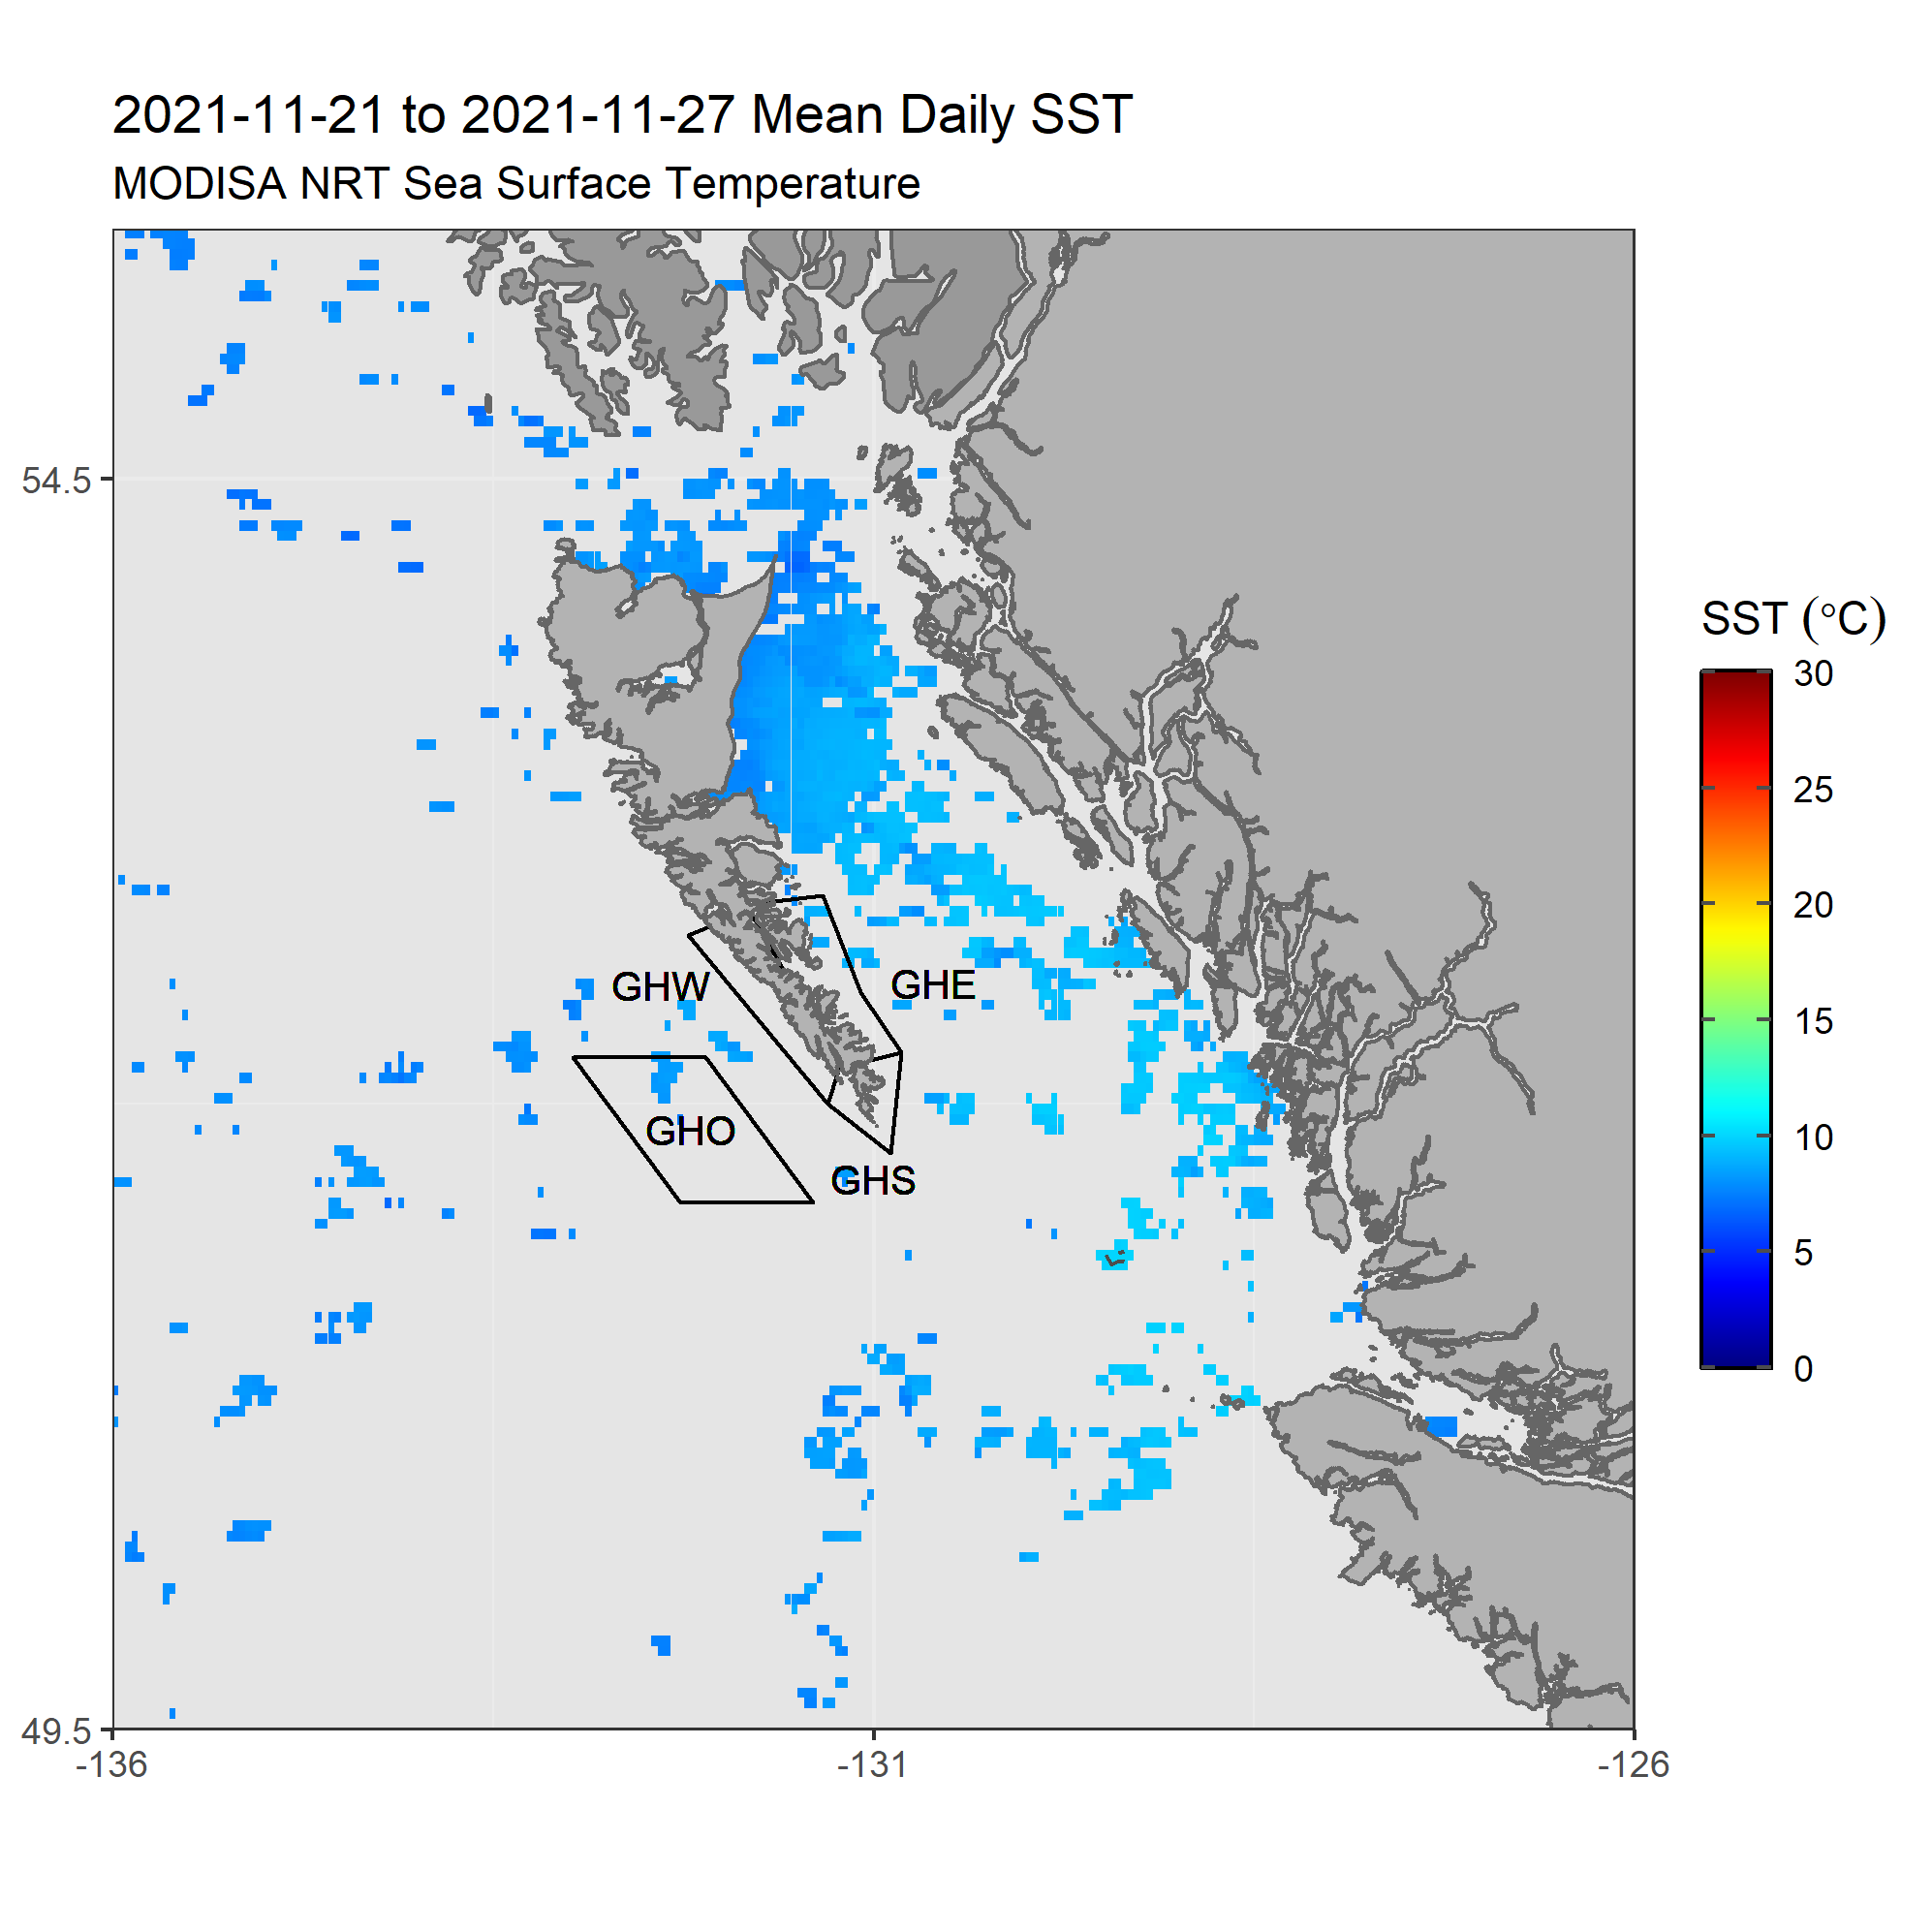 2021-11-21 to 2021-11-27 Mean Daily SST
MODISA NRT Sea Surface Temperature
54.5
49.5
-136
-131
-126
GHW
GHE
GHO
GHS
SST (°C)
30
25
20
15
10
5
0